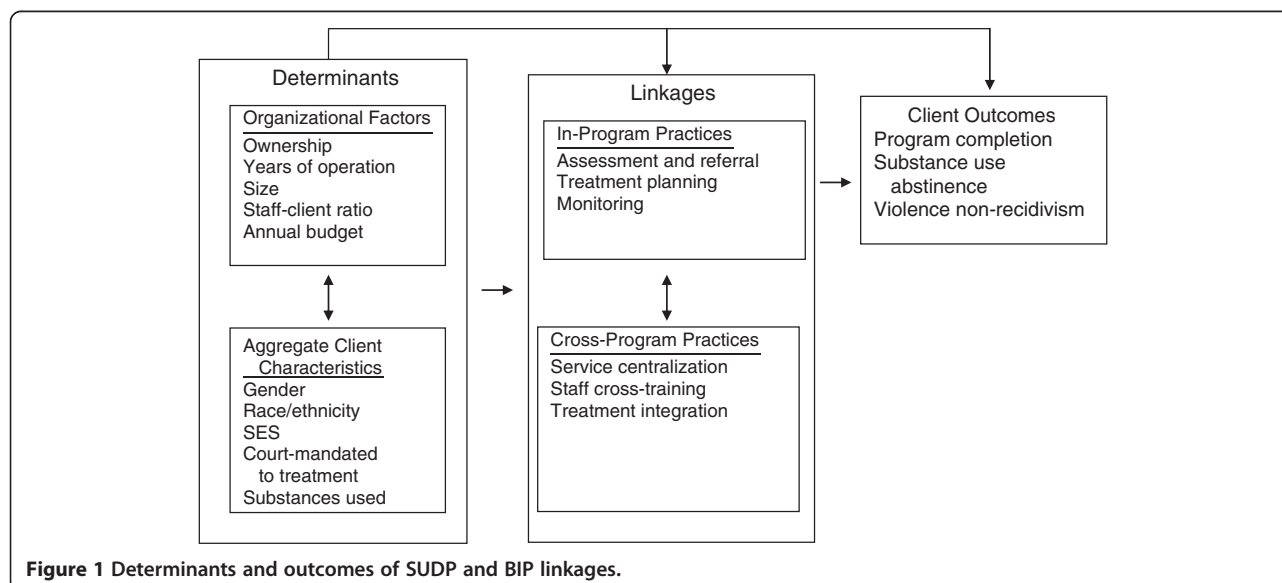 Determinants
Organizational Factors
Ownership
Years of operation
Size
Staff-client ratio
Annual budget
Aggregate Client
Characteristics
Gender
Race/ethnicity
SES
Court-mandated
to treatment
Substances used
Linkages
In-Program Practices
Assessment and referral
Treatment planning
Monitoring
Cross-Program Practices
Service centralization
Staff cross-training
Treatment integration
Client Outcomes
Program completion
Substance use
abstinence
Violence non-recidivism
Figure 1 Determinants and outcomes of SUDP and BIP linkages.